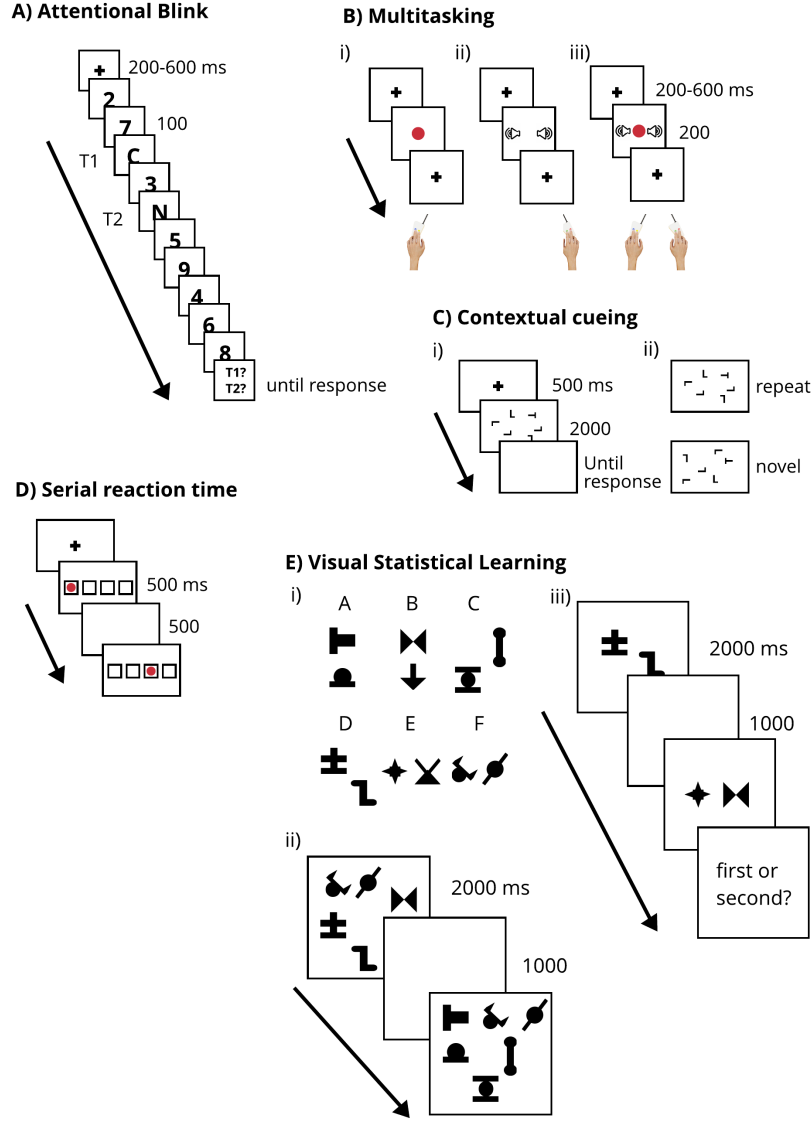 A) Attentional Blink
200-600 ms
2
7
100
T1
C
3
T2
N
5
9
4
6
8
T1?
T2?
until response
B) Multitasking
i)
ii)
iii)
200-600 ms
200
C) Contextual cueing
i)
500 ms
2000
Until
response
ii)
repeat
novel
D) Serial reaction time
500 ms
500
E) Visual Statistical Learning
i)
A B C
D E F
ii)
2000 ms
1000
iii)
2000 ms
1000
first or
second?